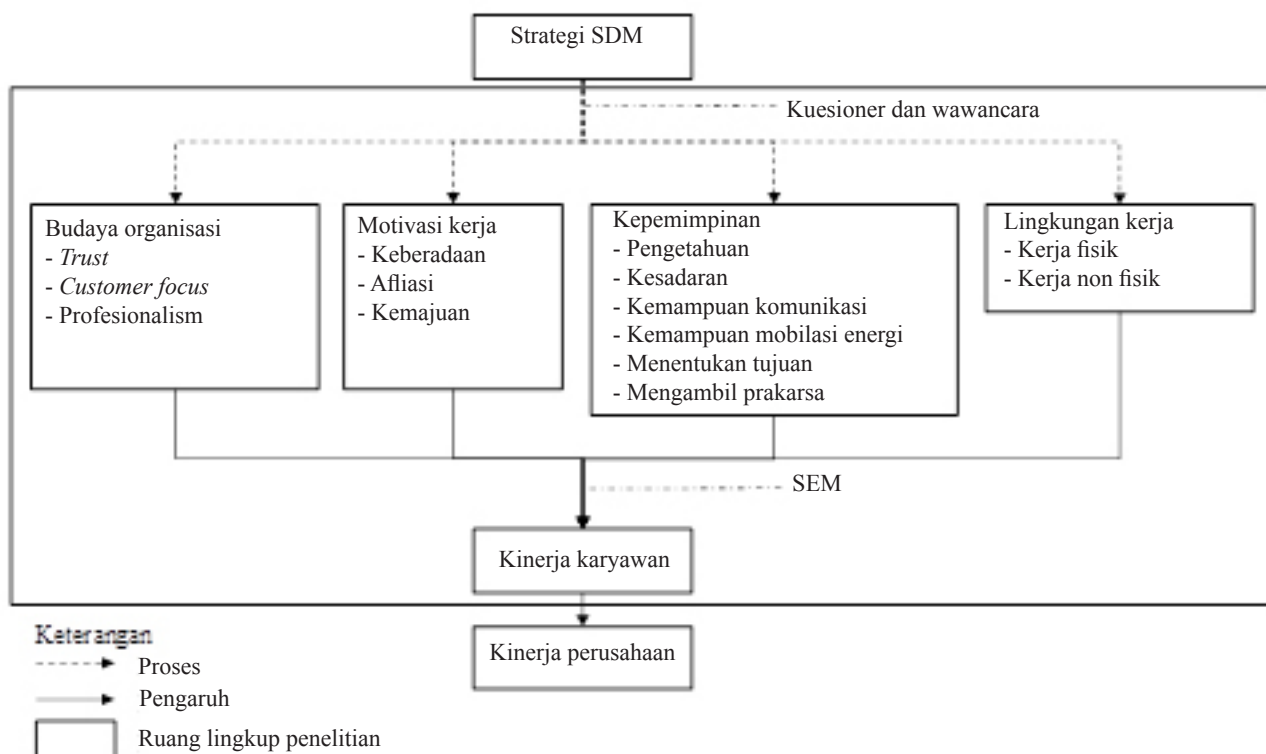 Strategi SDM
Kuesioner dan wawancara
Budaya organisasi
- Trust
- Customer focus
- Profesionalism
Motivasi kerja
- Keberadaan
- Afliasi
- Kemajuan
Kepemimpinan
- Pengetahuan
- Kesadaran
- Kemampuan komunikasi
- Kemampuan mobilasi energi
- Menentukan tujuan
- Mengambil prakarsa
Lingkungan kerja
- Kerja fisik
- Kerja non fisik
SEM
Kinerja karyawan
Kinerja perusahaan
Keterangan
Proses
Pengaruh
Ruang lingkup penelitian